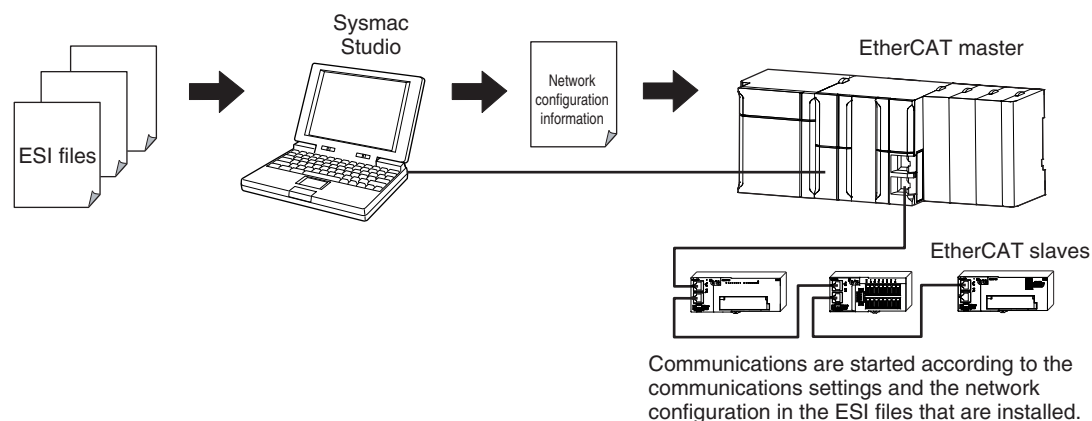 Sysmac
Studio
EtherCAT master
ESI files
Network
configuration
information
EtherCAT slaves
Communications are started according to the
communications settings and the network
configuration in the ESI files that are installed.